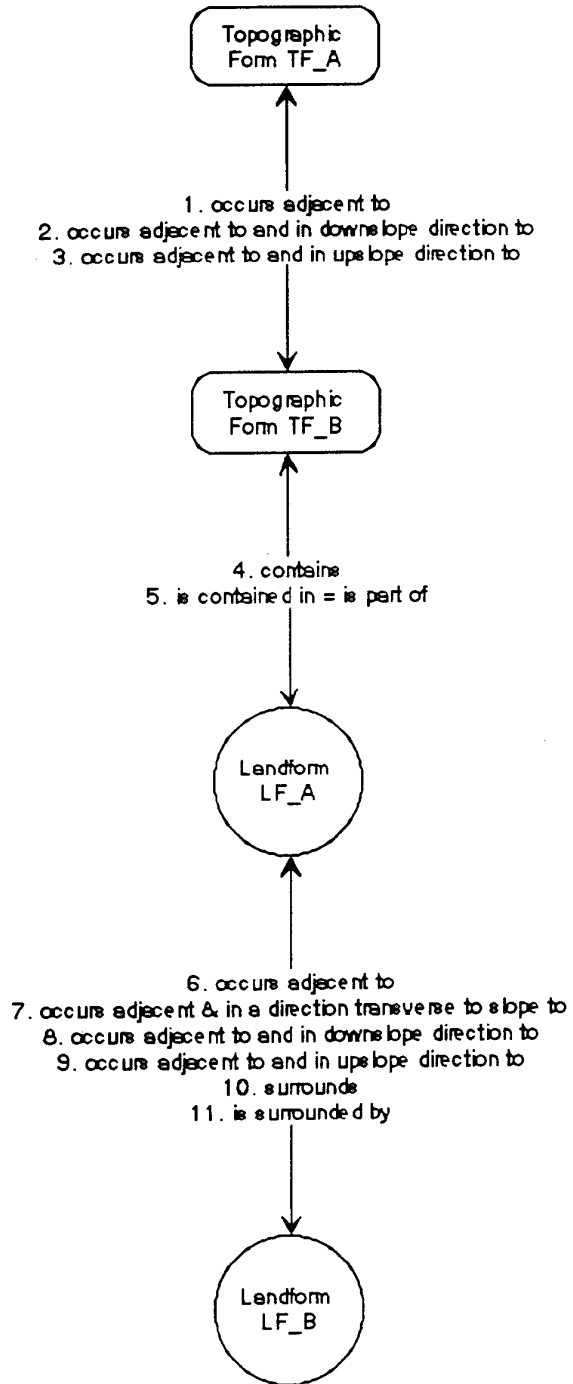 Topographic
Form TF_A
1. occurs adjacent to
2. occurs adjacent to and in downslope direction to
3. occurs adjacent to and in upslope direction to
Topographic
Form TF_B
4. contains
5. is contained in = is part of
Landform
LF_A
6. occurs adjacent to
7. occurs adjacent & in a direction transverse to slope to
8. occurs adjacent to and in downslope direction to
9. occurs adjacent to and in upslope direction to
10. surrounds
11. is surrounded by
Landform
LF_B